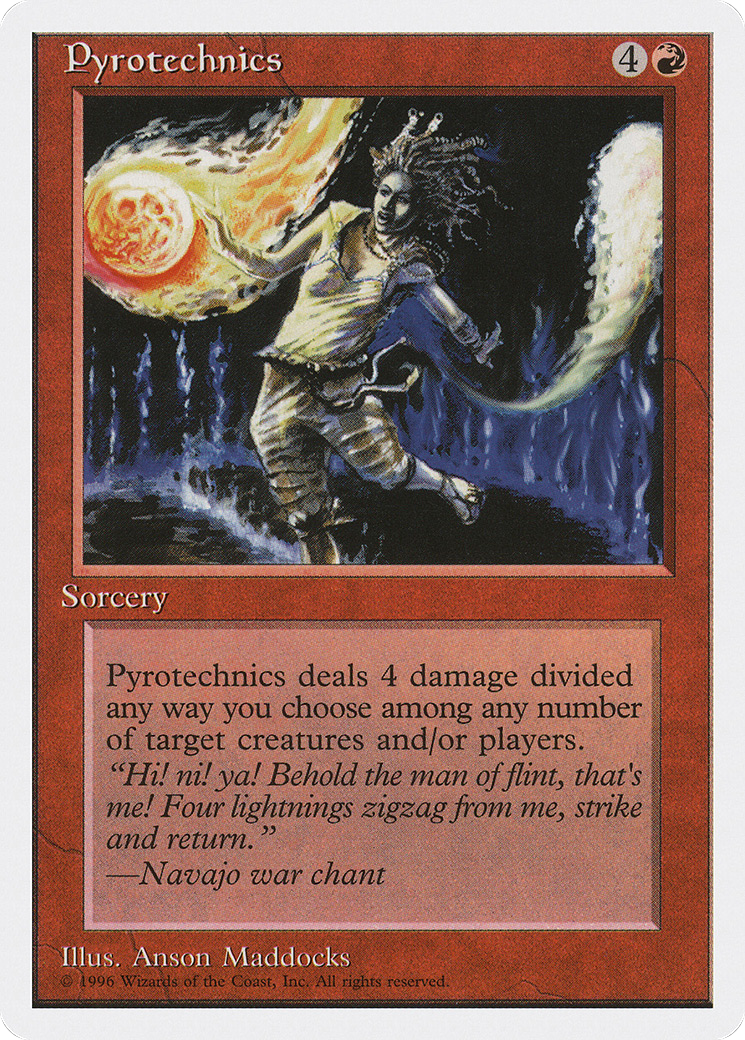 Pyrotechnics
4
Sorcery
Pyrotechnics deals 4 damage divided
any way you choose among any number
of target creatures and/or players.
“Hi! ni! ya! Behold the man of flint, that's
me! Four lightnings zigzag from me, strike
and return.”
—Navajo war chant
Illus. Anson Maddocks
© 1996 Wizards of the Coast, Inc. All rights reserved.